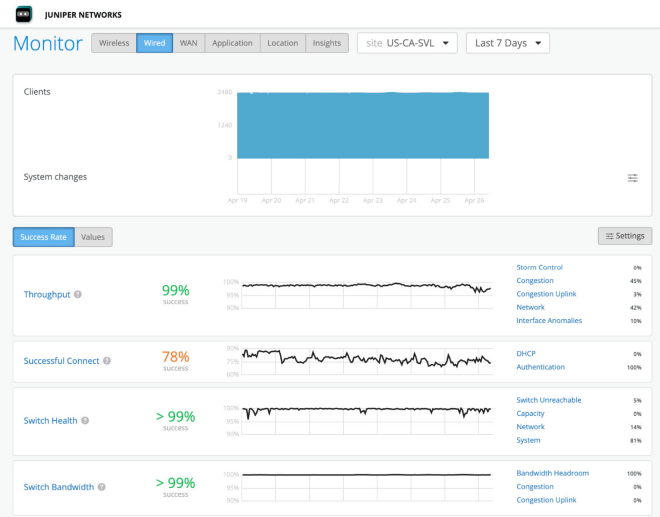 JUNIPER NETWORKS
Monitor Wireless Wired WAN Application Location Insights site US-CA-SVL Last 7 Days
Clients
2480
1240
0
System changes
Apr 19 Apr 20 Apr 21 Apr 22 Apr 23 Apr 24 Apr 25 Apr 26
Success Rate Values Settings
Throughput ?
99%
success
100%
95%
90%
Storm Control 0%
Congestion 45%
Congestion Uplink 3%
Network 42%
Interface Anomalies 10%
Successful Connect ?
78%
success
90%
75%
60%
DHCP 0%
Authentication 100%
Switch Health ?
> 99%
success
100%
95%
90%
Switch Unreachable 5%
Capacity 0%
Network 14%
System 81%
Switch Bandwidth ?
> 99%
success
100%
95%
90%
Bandwidth Headroom 100%
Congestion 0%
Congestion Uplink 0%